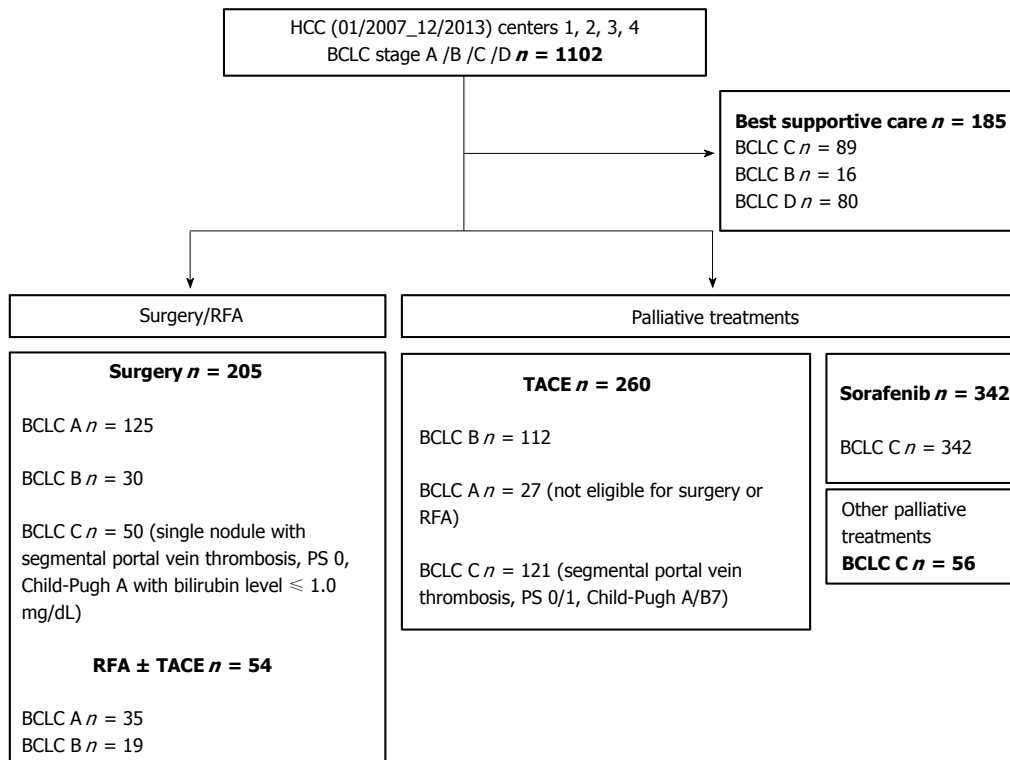 HCC (01/2007_12/2013) centers 1, 2, 3, 4
BCLC stage A /B /C /D n = 1102
Best supportive care n = 185
BCLC C n = 89
BCLC B n = 16
BCLC D n = 80
Surgery/RFA
Palliative treatments
Surgery n = 205
BCLC A n = 125
BCLC B n = 30
BCLC C n = 50 (single nodule with
segmental portal vein thrombosis, PS 0,
Child-Pugh A with bilirubin level ⩽ 1.0
mg/dL)
RFA ± TACE n = 54
BCLC A n = 35
BCLC B n = 19
TACE n = 260
BCLC B n = 112
BCLC A n = 27 (not eligible for surgery or
RFA)
BCLC C n = 121 (segmental portal vein
thrombosis, PS 0/1, Child-Pugh A/B7)
Sorafenib n = 342
BCLC C n = 342
Other palliative
treatments
BCLC C n = 56